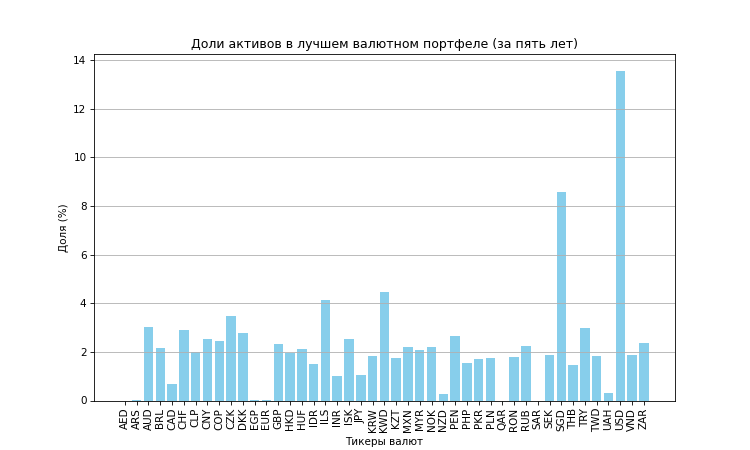 Доли активов в лучшем валютном портфеле (за пять лет)
Доля (%)
14
12
10
8
6
4
2
0
AED ARS AUD BRL CAD CHF CLP CNY COP CZK DKK EGP EUR GBP HKD HUF IDR ILS INR ISK JPY KRW KWD KZT MXN MYR NOK NZD PEN PHP PKR PLN QAR RON RUB SAR SEK SGD THB TRY TWD UAH USD VND ZAR
Тикеры валют